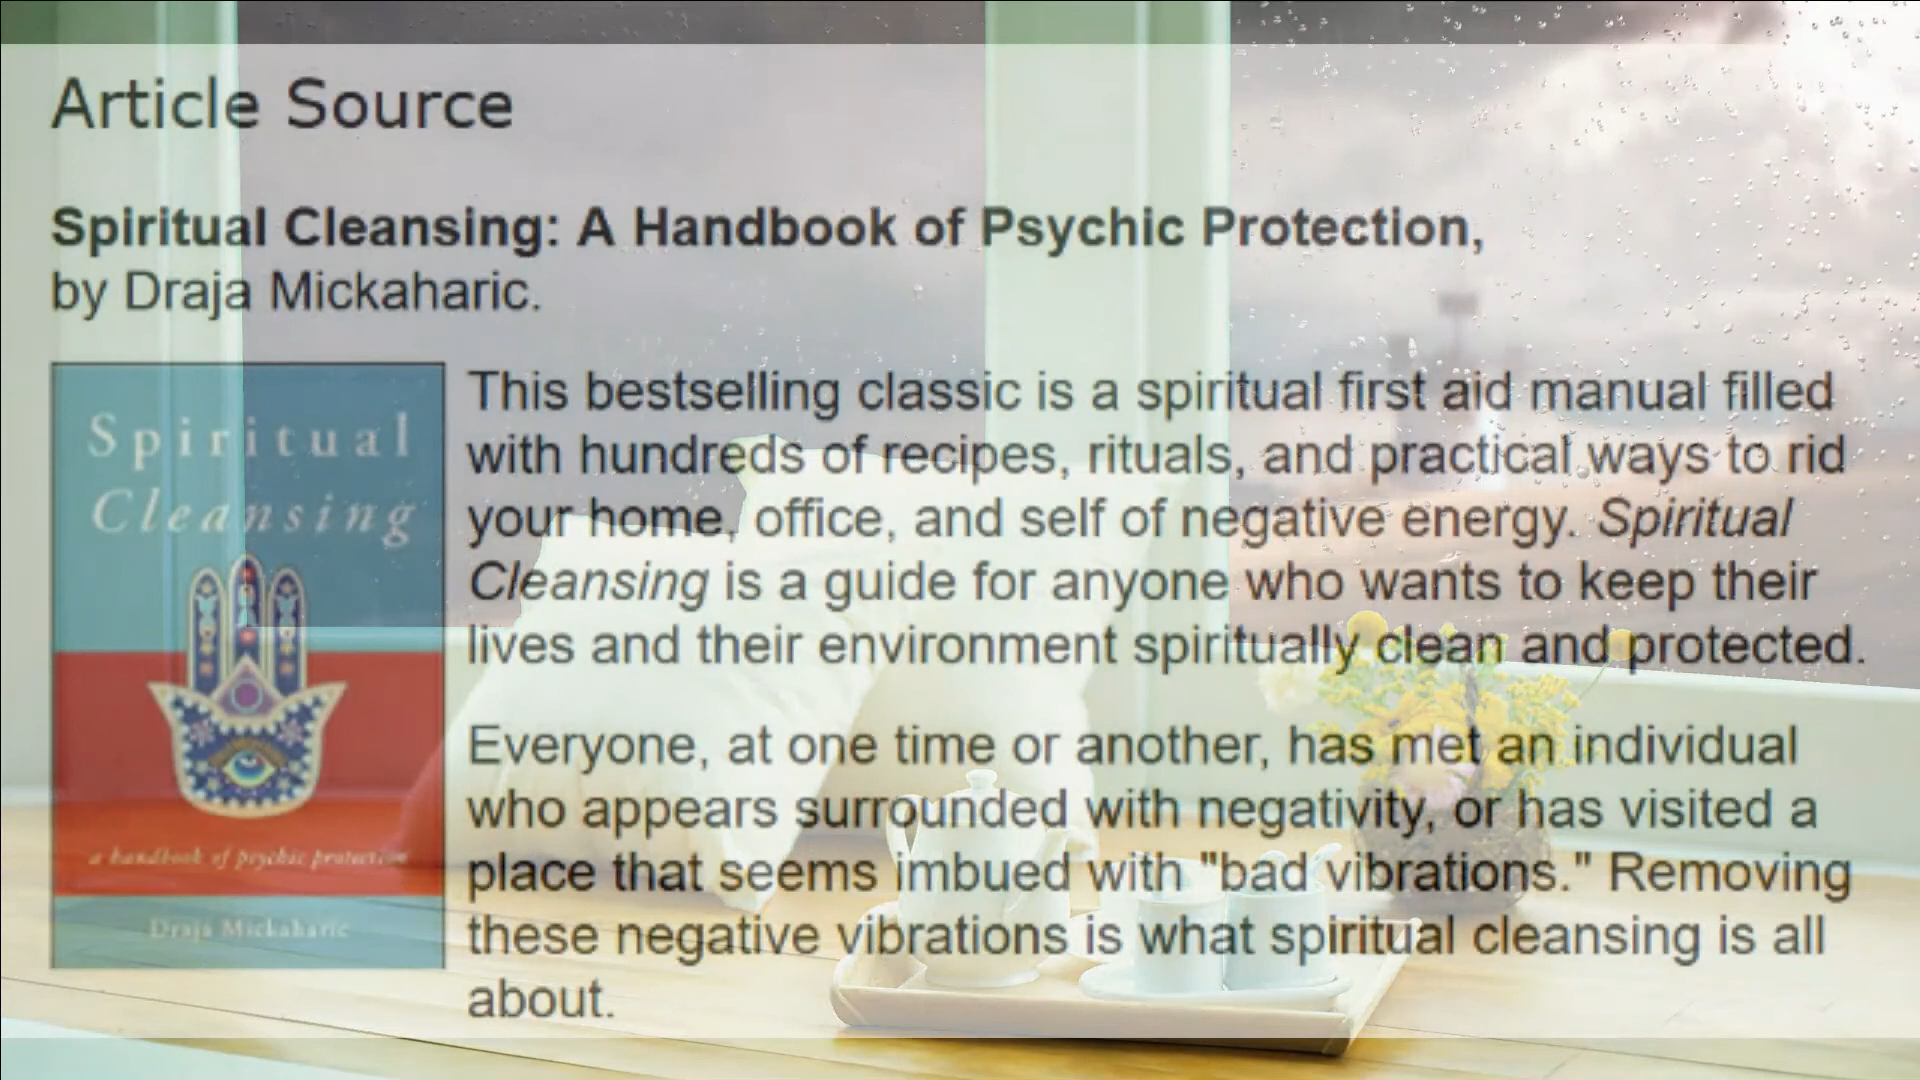 Article Source
Spiritual Cleansing: A Handbook of Psychic Protection,
by Draja Mickaharic.
Spiritual
Cleansing
a handbook of psychic protection
Draja Mickaharic
This bestselling classic is a spiritual first aid manual filled
with hundreds of recipes, rituals, and practical ways to rid
your home, office, and self of negative energy. Spiritual
Cleansing is a guide for anyone who wants to keep their
lives and their environment spiritually clean and protected.
Everyone, at one time or another, has met an individual
who appears surrounded with negativity, or has visited a
place that seems imbued with "bad vibrations." Removing
these negative vibrations is what spiritual cleansing is all
about.